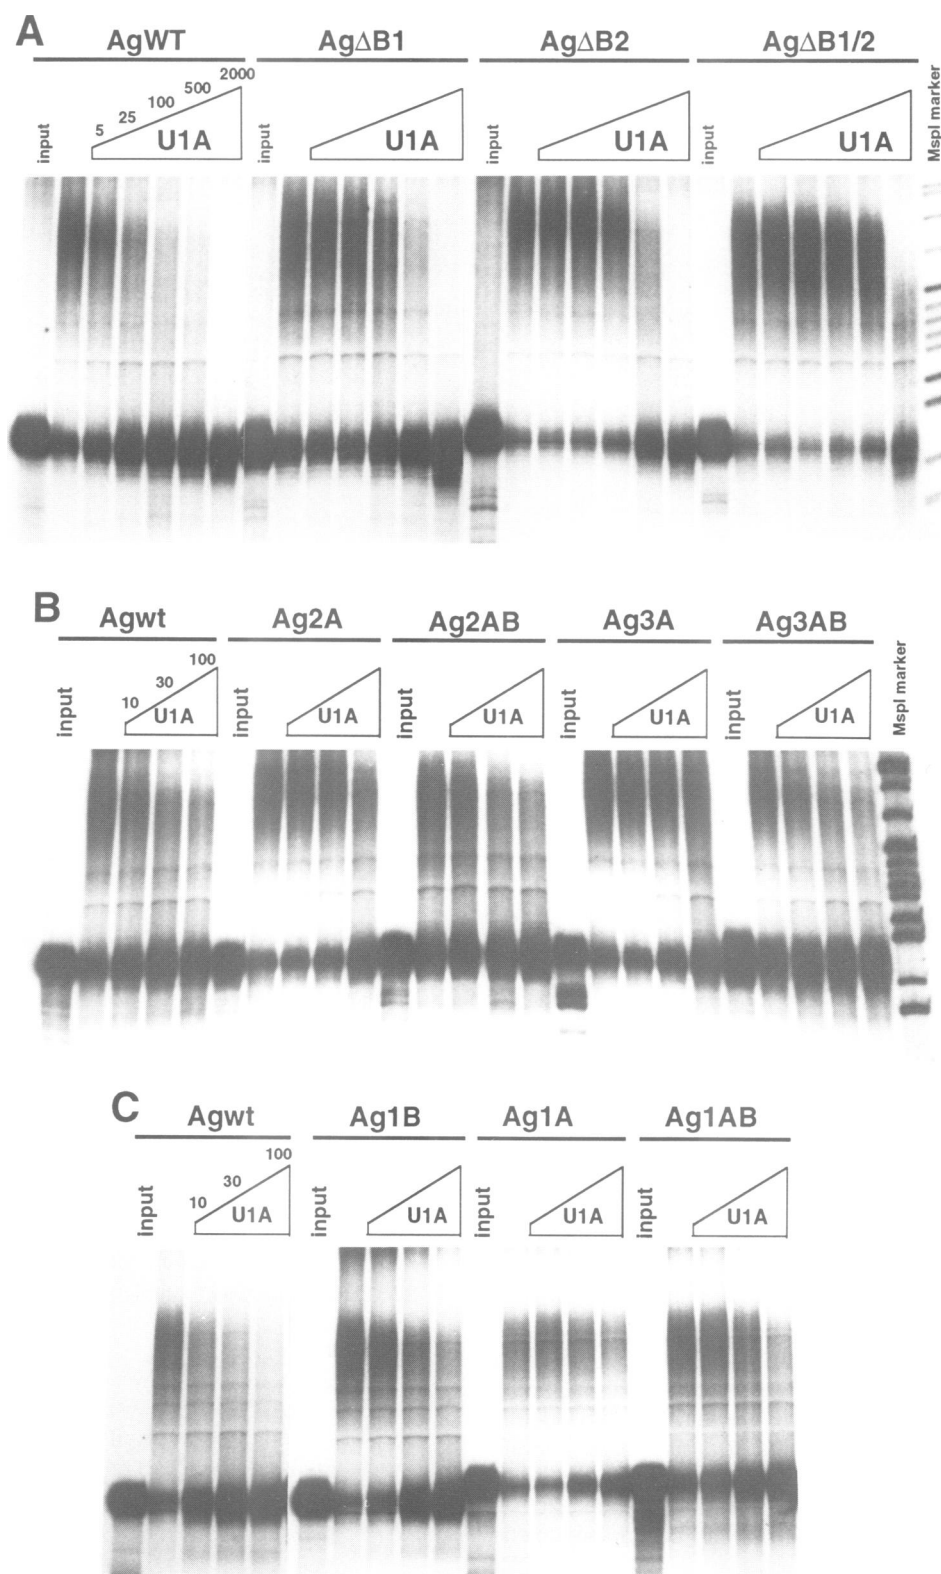 A
AgWT AgΔB1 AgΔB2 AgΔB1/2
input 5 25 100 500 2000 U1A input U1A input U1A input U1A MspI marker
B
Agwt Ag2A Ag2AB Ag3A Ag3AB
input 10 30 100 U1A input U1A input U1A input U1A input U1A MspI marker
C
Agwt Ag1B Ag1A Ag1AB
input 10 30 100 U1A input U1A input U1A input U1A